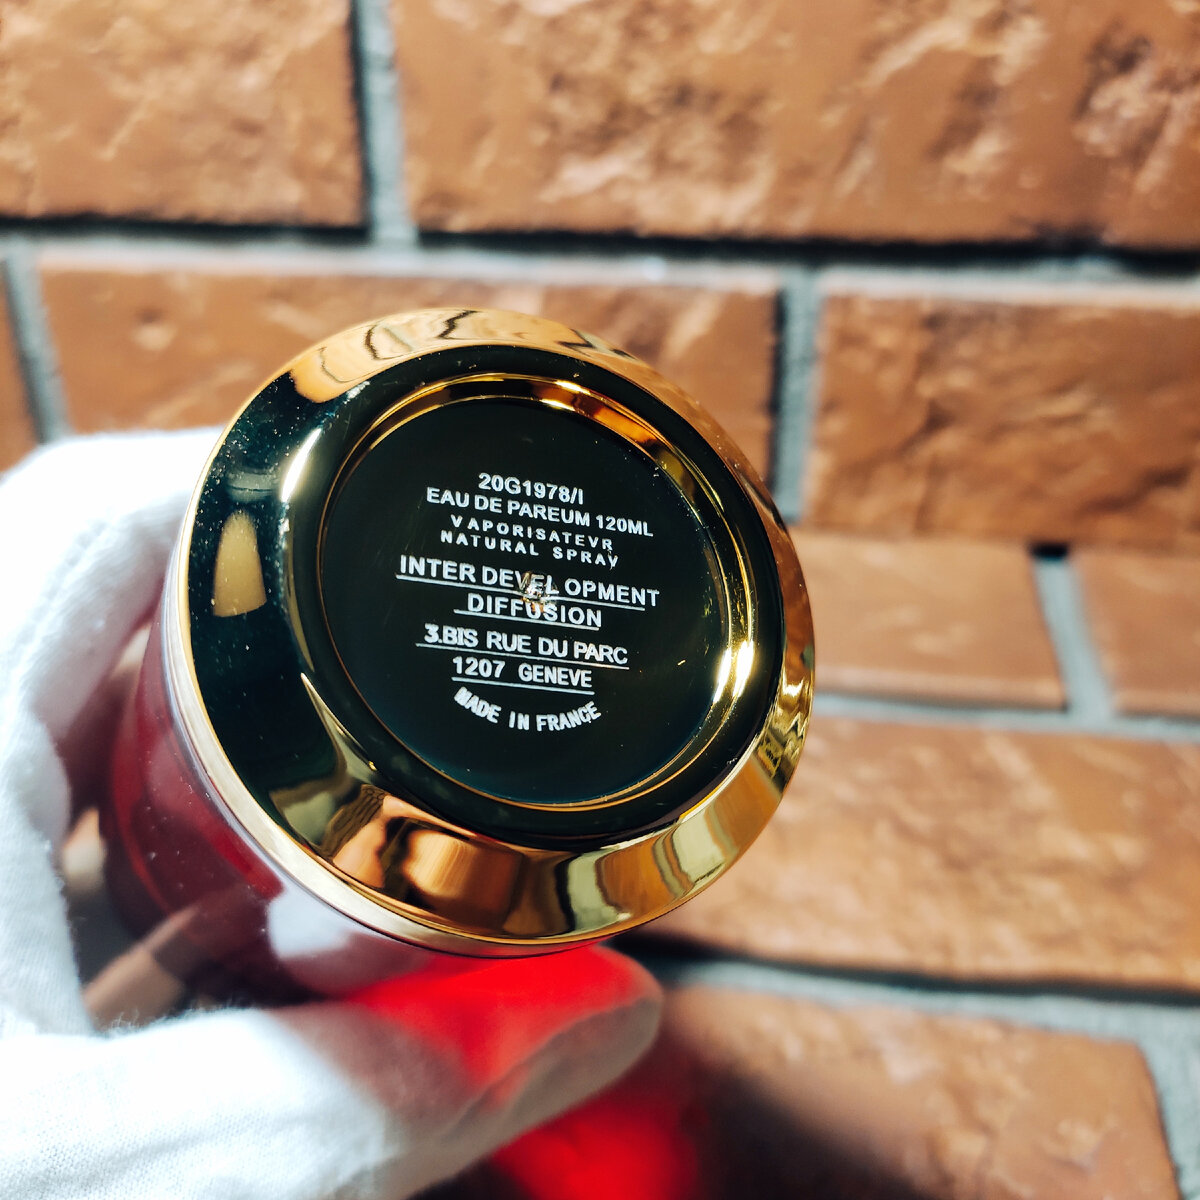 20G1978/I
EAU DE PAREUM 120ML
VAPORISATEVR
NATURAL SPRAY
INTER DEVEL OPMENT
DIFFUSION
3.BIS RUE DU PARC
1207 GENEVE
MADE IN FRANCE